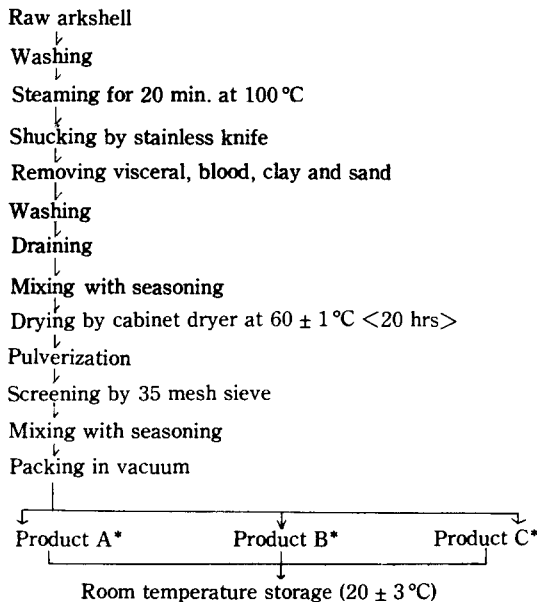 Raw arkshell
Washing
Steaming for 20 min. at 100℃
Shucking by stainless knife
Removing visceral, blood, clay and sand
Washing
Draining
Mixing with seasoning
Drying by cabinet dryer at 60 ± 1℃ <20 hrs>
Pulverization
Screening by 35 mesh sieve
Mixing with seasoning
Packing in vacuum
Product A* Product B* Product C*
Room temperature storage (20 ± 3℃)